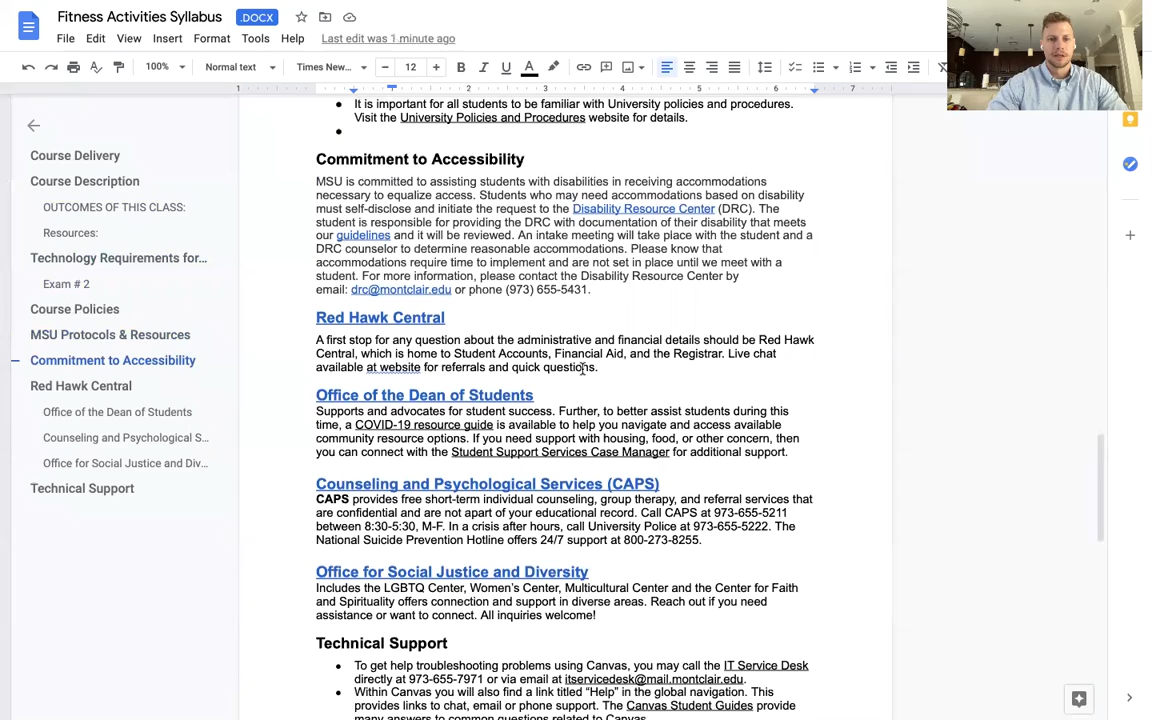 Fitness Activities Syllabus .DOCX
File Edit View Insert Format Tools Help Last edit was 1 minute ago
100% Normal text Times New... 12 B I U A
1 2 3 4 5 6 7
Course Delivery
Course Description
OUTCOMES OF THIS CLASS:
Resources:
Technology Requirements for...
Exam # 2
Course Policies
MSU Protocols & Resources
Commitment to Accessibility
Red Hawk Central
Office of the Dean of Students
Counseling and Psychological S...
Office for Social Justice and Div...
Technical Support
It is important for all students to be familiar with University policies and procedures.
Visit the University Policies and Procedures website for details.
Commitment to Accessibility
MSU is committed to assisting students with disabilities in receiving accommodations
necessary to equalize access. Students who may need accommodations based on disability
must self-disclose and initiate the request to the Disability Resource Center (DRC). The
student is responsible for providing the DRC with documentation of their disability that meets
our guidelines and it will be reviewed. An intake meeting will take place with the student and a
DRC counselor to determine reasonable accommodations. Please know that
accommodations require time to implement and are not set in place until we meet with a
student. For more information, please contact the Disability Resource Center by
email: drc@montclair.edu or phone (973) 655-5431.
Red Hawk Central
A first stop for any question about the administrative and financial details should be Red Hawk
Central, which is home to Student Accounts, Financial Aid, and the Registrar. Live chat
available at website for referrals and quick questions.
Office of the Dean of Students
Supports and advocates for student success. Further, to better assist students during this
time, a COVID-19 resource guide is available to help you navigate and access available
community resource options. If you need support with housing, food, or other concern, then
you can connect with the Student Support Services Case Manager for additional support.
Counseling and Psychological Services (CAPS)
CAPS provides free short-term individual counseling, group therapy, and referral services that
are confidential and are not apart of your educational record. Call CAPS at 973-655-5211
between 8:30-5:30, M-F. In a crisis after hours, call University Police at 973-655-5222. The
National Suicide Prevention Hotline offers 24/7 support at 800-273-8255.
Office for Social Justice and Diversity
Includes the LGBTQ Center, Women's Center, Multicultural Center and the Center for Faith
and Spirituality offers connection and support in diverse areas. Reach out if you need
assistance or want to connect. All inquiries welcome!
Technical Support
To get help troubleshooting problems using Canvas, you may call the IT Service Desk
directly at 973-655-7971 or via email at itservicedesk@mail.montclair.edu.
Within Canvas you will also find a link titled "Help" in the global navigation. This
provides links to chat, email or phone support. The Canvas Student Guides provide
many answers to common questions related to Canvas.